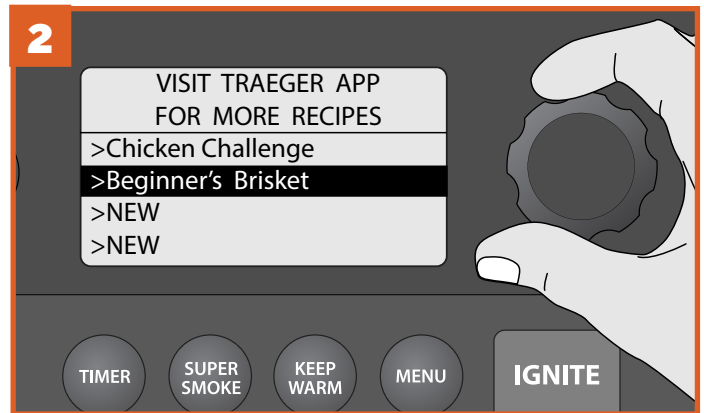 2
VISIT TRAEGER APP
FOR MORE RECIPES
>Chicken Challenge
>Beginner's Brisket
>NEW
>NEW
TIMER
SUPER
SMOKE
KEEP
WARM
MENU
IGNITE